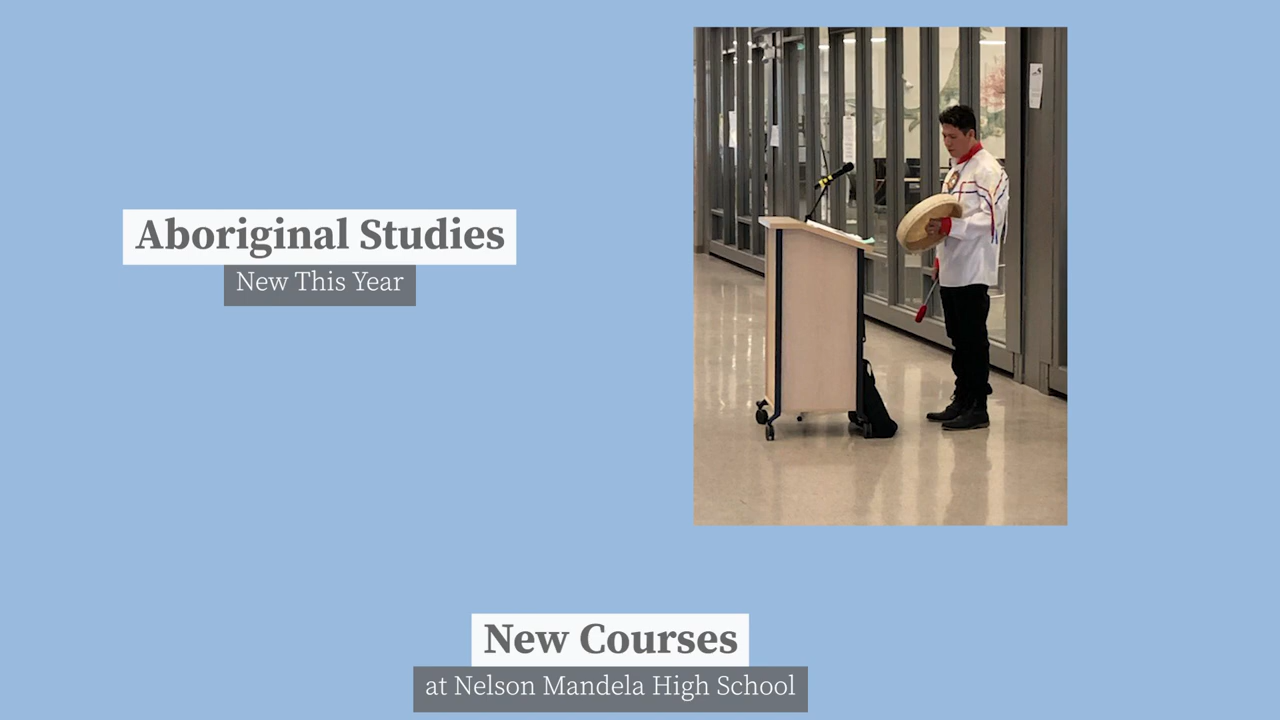 Aboriginal Studies
New This Year
New Courses
at Nelson Mandela High School